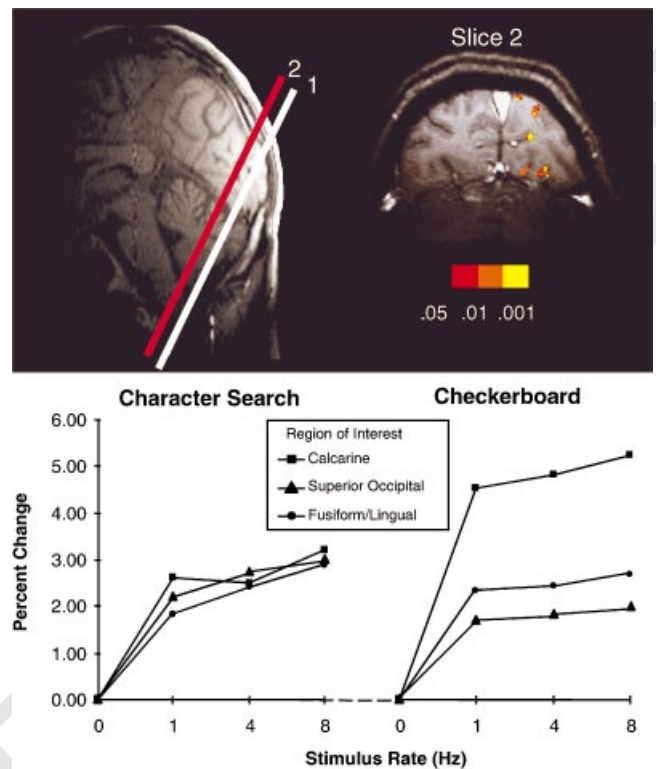 2
1
Slice 2
.05 .01 .001
Character Search
Checkerboard
Region of Interest
Calcarine
Superior Occipital
Fusiform/Lingual
Percent Change
6.00
5.00
4.00
3.00
2.00
1.00
0.00
0 1 4 8 0 1 4 8
Stimulus Rate (Hz)